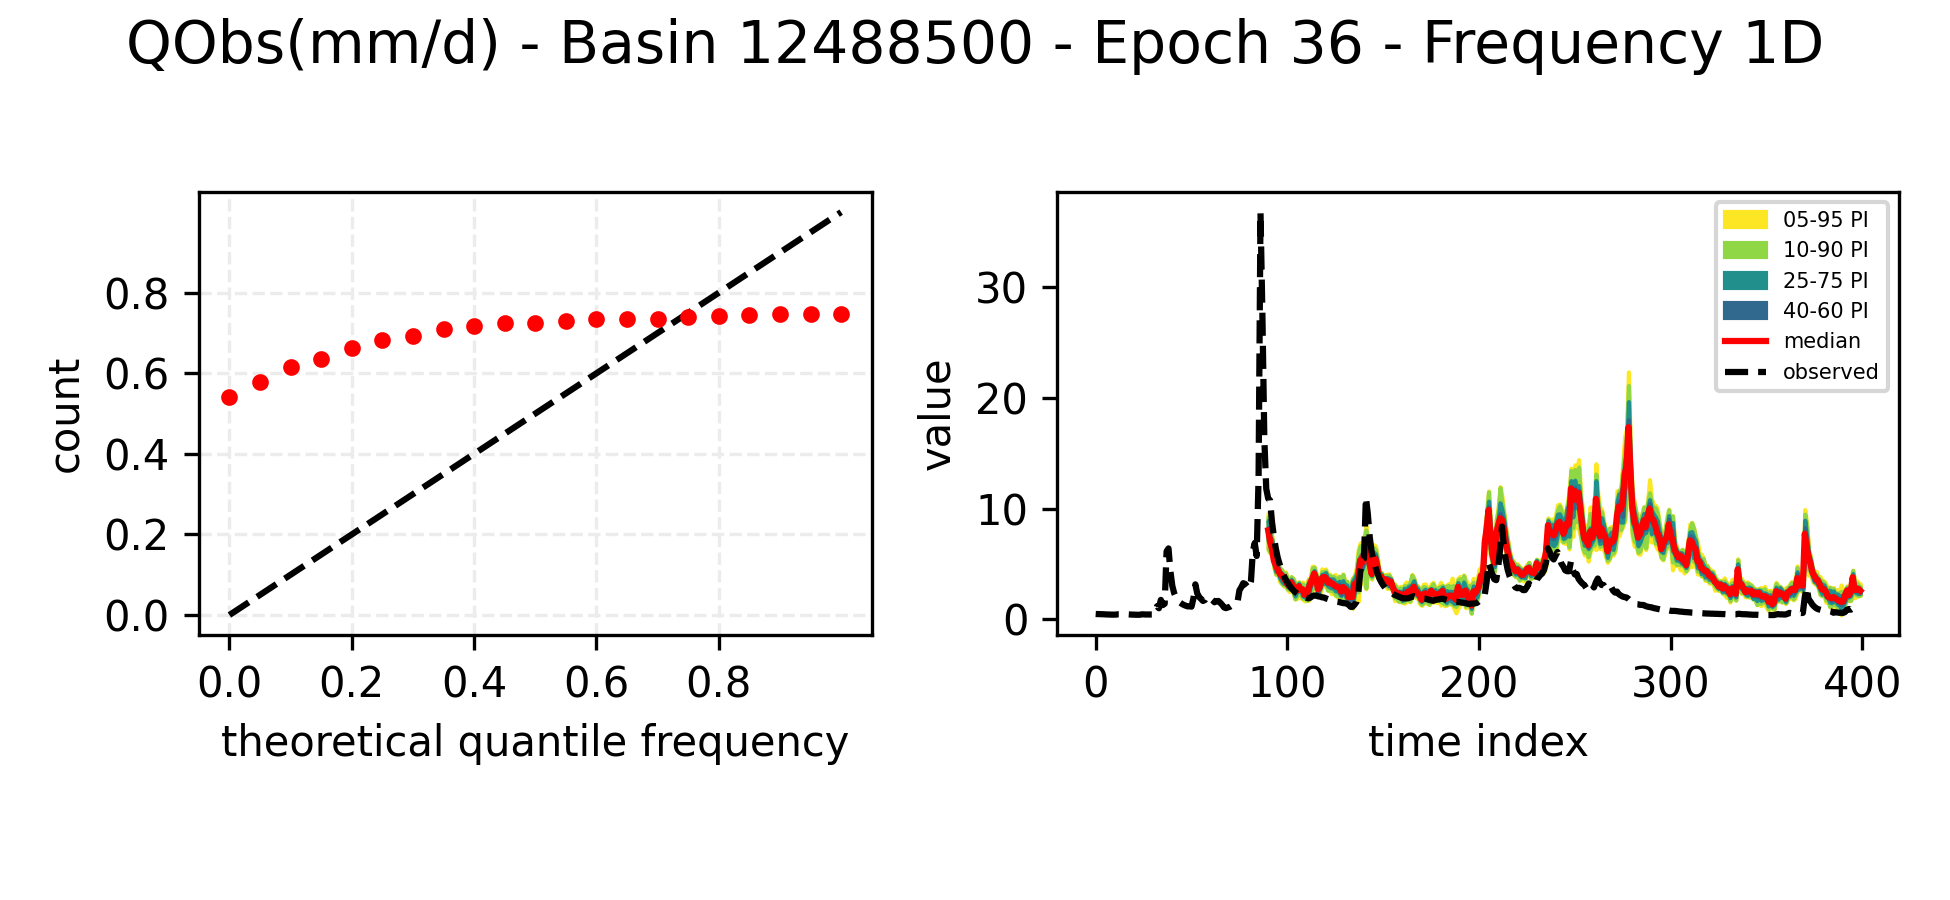 QObs(mm/d) - Basin 12488500 - Epoch 36 - Frequency 1D
count
0.8
0.6
0.4
0.2
0.0
0.0 0.2 0.4 0.6 0.8
theoretical quantile frequency
value
30
20
10
0
0 100 200 300 400
time index
05-95 PI
10-90 PI
25-75 PI
40-60 PI
median
observed